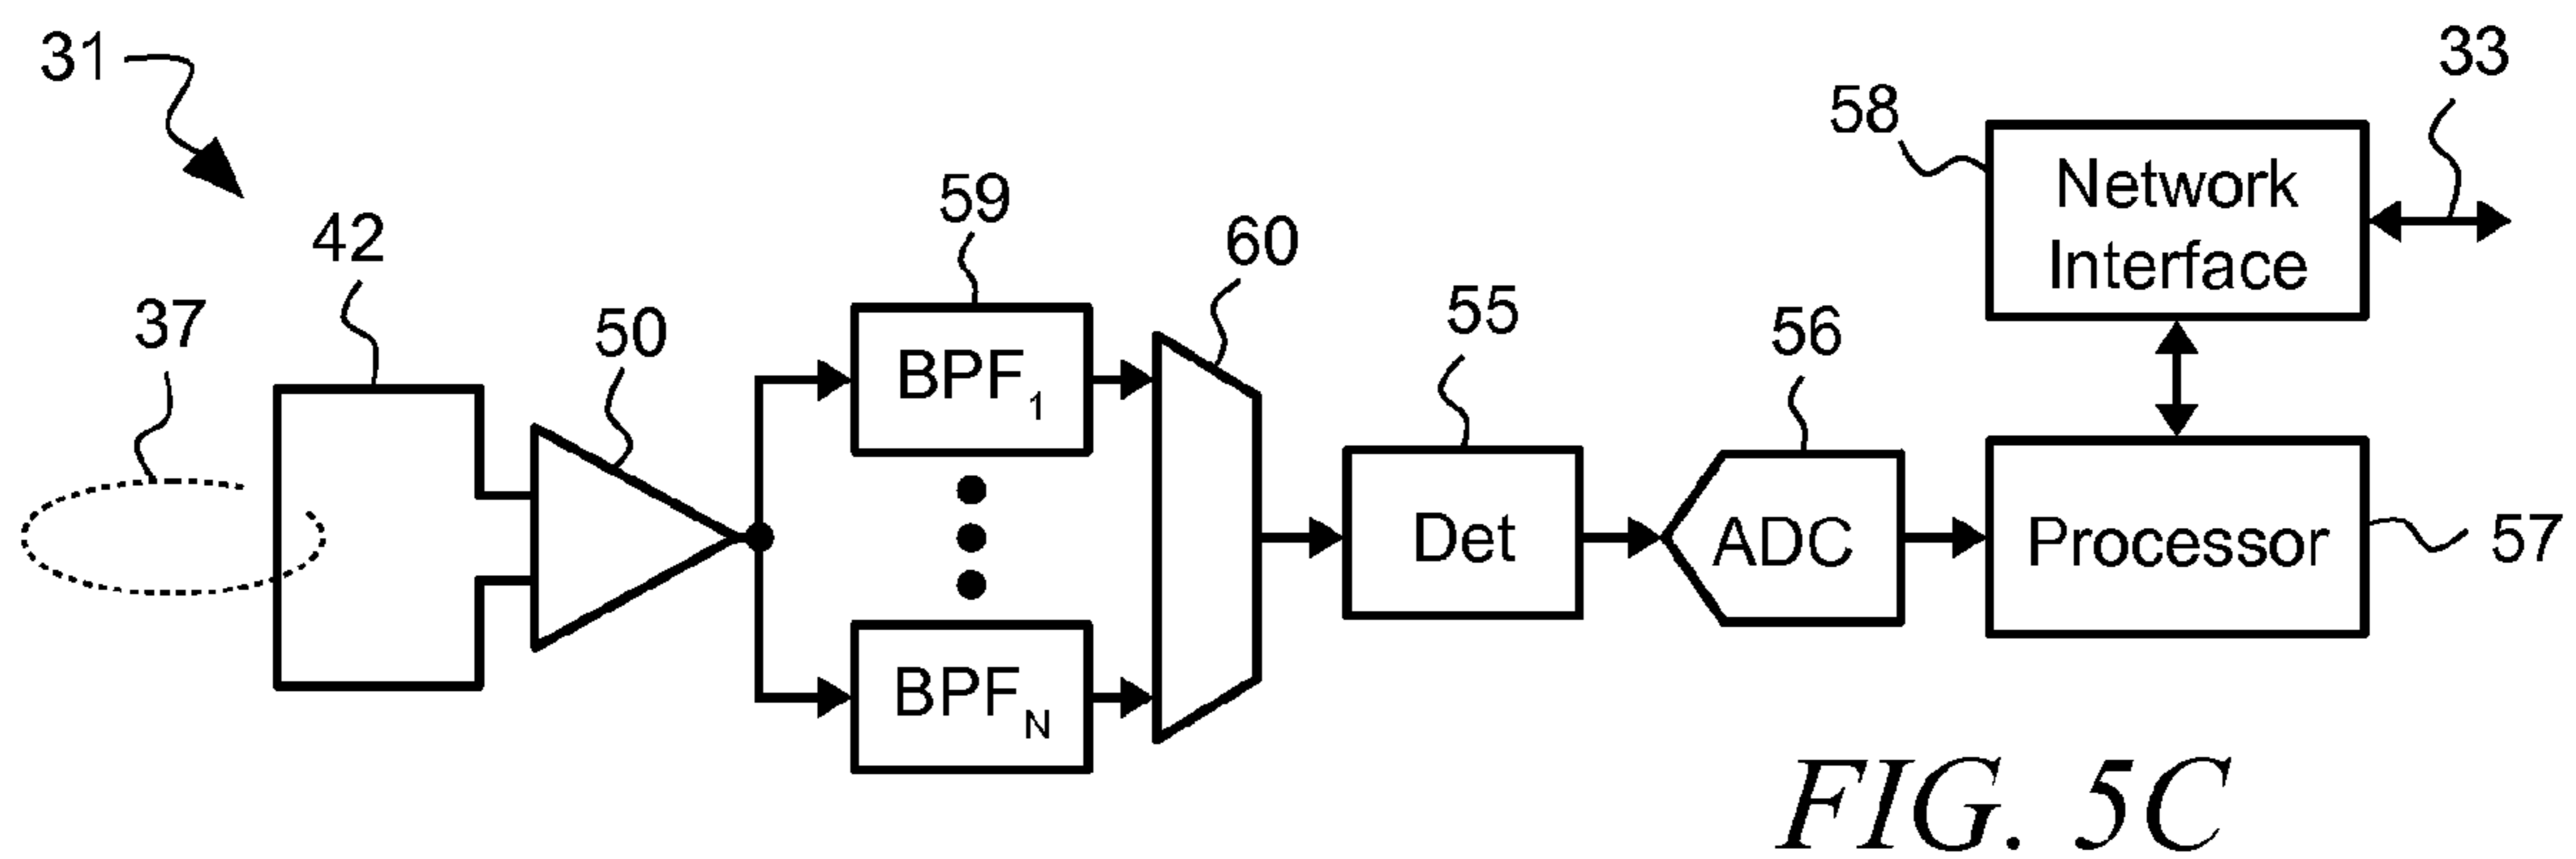 31
33
58
Network
Interface
42
59
60
37
50
55
56
BPF1
Det
ADC
Processor
57
BPFN
FIG. 5C